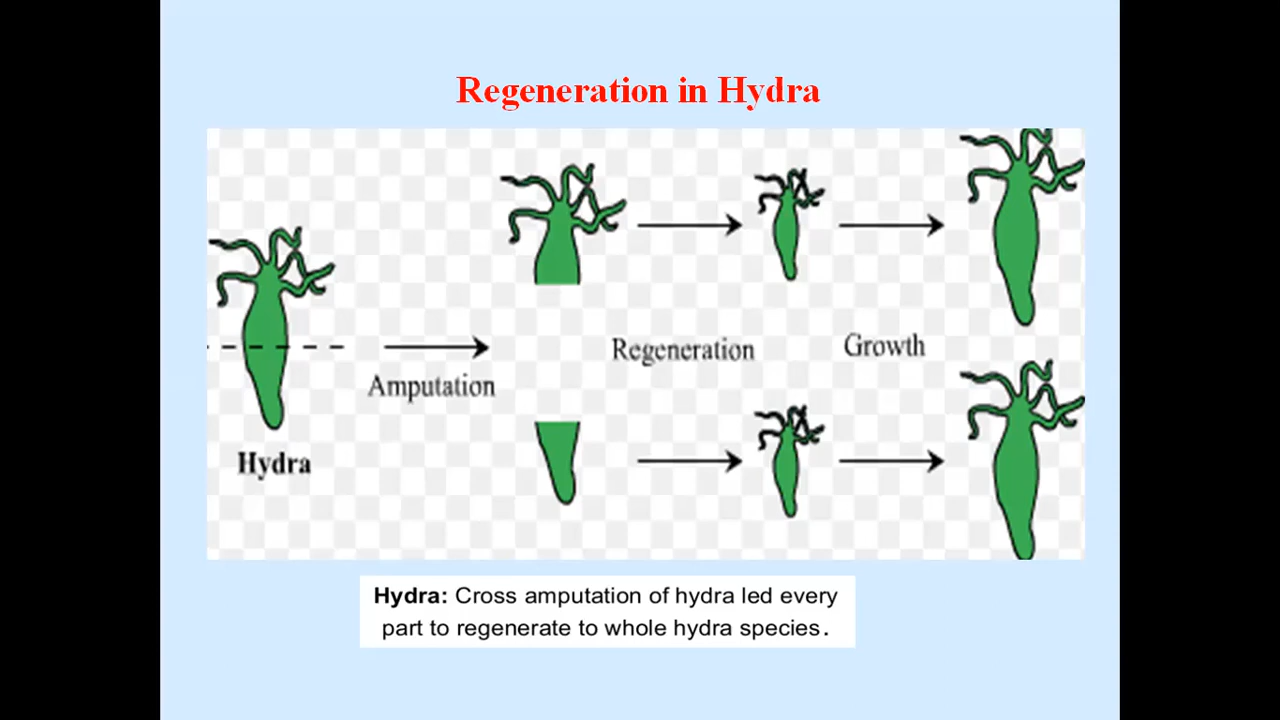 Regeneration in Hydra
Regeneration
Growth
Amputation
Hydra
Hydra: Cross amputation of hydra led every
part to regenerate to whole hydra species.